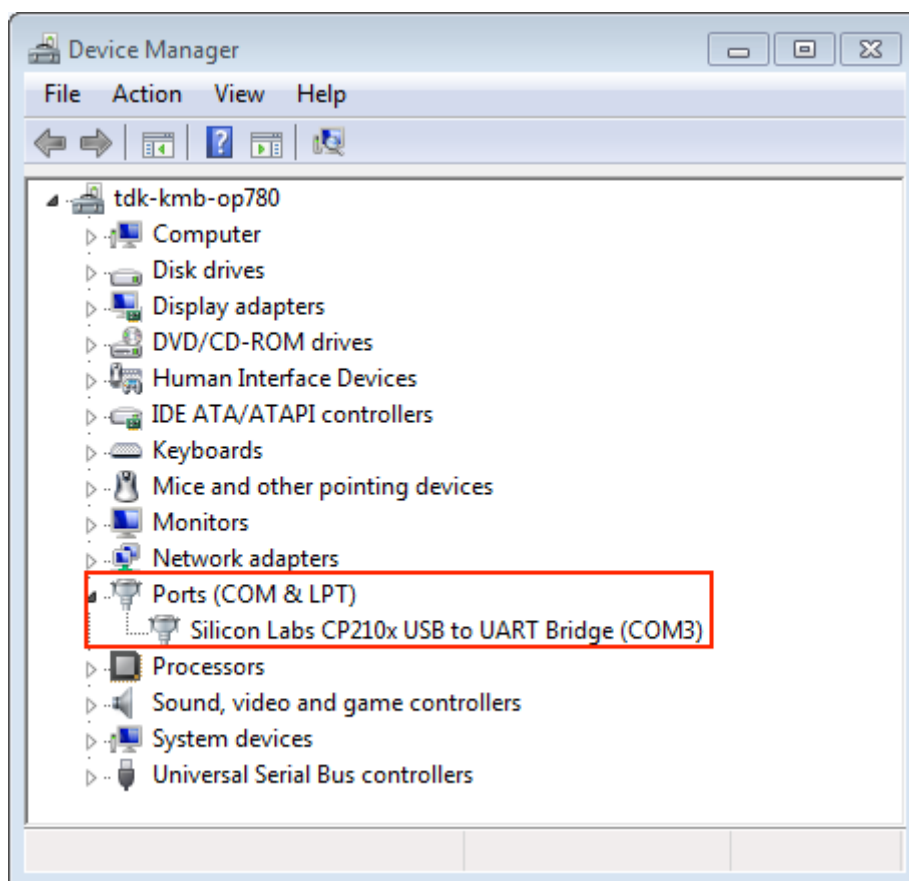 Device Manager
File Action View Help
?
tdk-kmb-op780
Computer
Disk drives
Display adapters
DVD/CD-ROM drives
Human Interface Devices
IDE ATA/ATAPI controllers
Keyboards
Mice and other pointing devices
Monitors
Network adapters
Ports (COM & LPT)
Silicon Labs CP210x USB to UART Bridge (COM3)
Processors
Sound, video and game controllers
System devices
Universal Serial Bus controllers